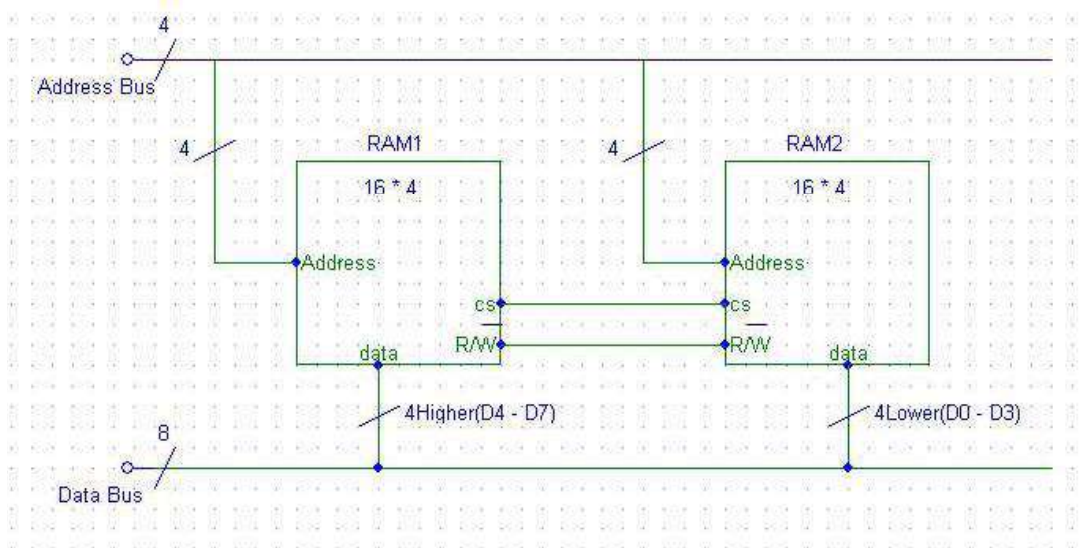 4
Address Bus
4
RAM1
4
RAM2
16 * 4
16 * 4
Address
Address
cs
cs
R/W
R/W
data
data
4Higher(D4 - D7)
4Lower(D0 - D3)
8
Data Bus